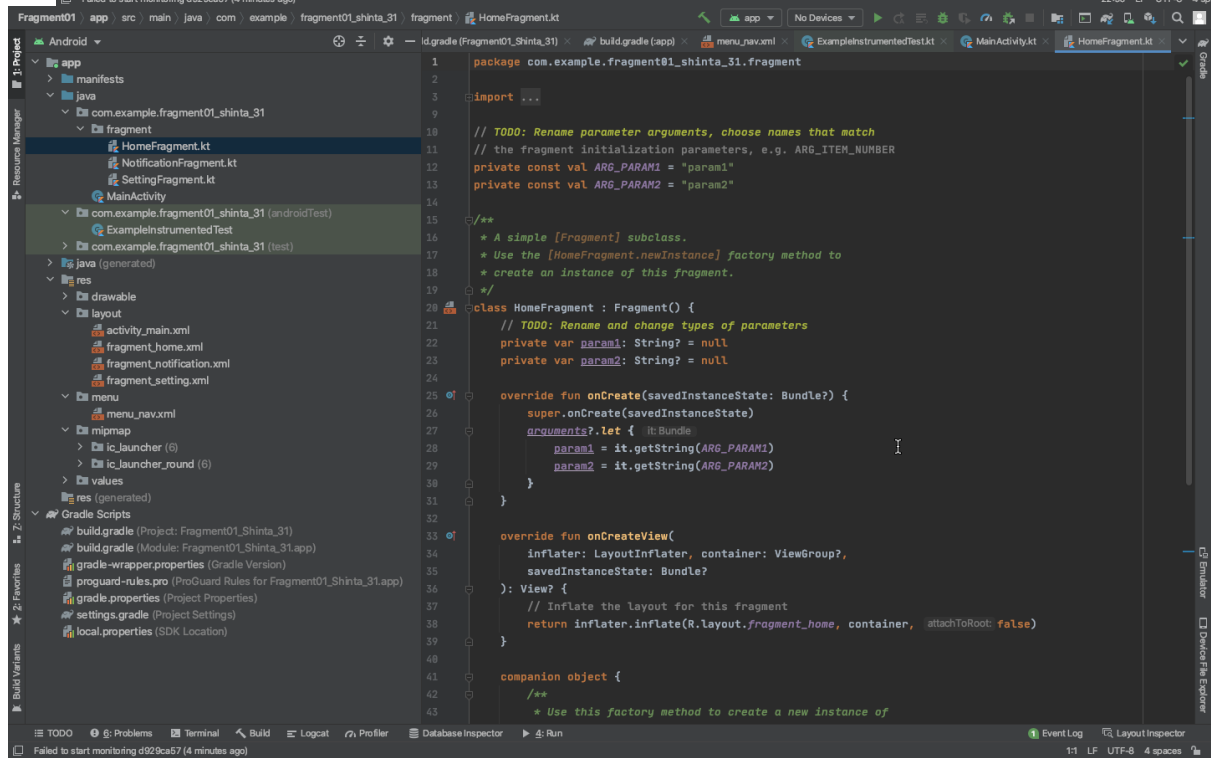 Failed to start monitoring d929ca57 (4 minutes ago)
Fragment01 app src main java com example fragment01_shinta_31 fragment HomeFragment.kt app No Devices
Android ld.gradle (Fragment01_Shinta_31) build.gradle (:app) menu_nav.xml ExampleInstrumentedTest.kt MainActivity.kt HomeFragment.kt
1: Project
Resource Manager
Z: Structure
2: Favorites
Build Variants
app
manifests
java
com.example.fragment01_shinta_31
fragment
HomeFragment.kt
NotificationFragment.kt
SettingFragment.kt
MainActivity
com.example.fragment01_shinta_31 (androidTest)
ExampleInstrumentedTest
com.example.fragment01_shinta_31 (test)
java (generated)
res
drawable
layout
activity_main.xml
fragment_home.xml
fragment_notification.xml
fragment_setting.xml
menu
menu_nav.xml
mipmap
ic_launcher (6)
ic_launcher_round (6)
values
res (generated)
Gradle Scripts
build.gradle (Project: Fragment01_Shinta_31)
build.gradle (Module: Fragment01_Shinta_31.app)
gradle-wrapper.properties (Gradle Version)
proguard-rules.pro (ProGuard Rules for Fragment01_Shinta_31.app)
gradle.properties (Project Properties)
settings.gradle (Project Settings)
local.properties (SDK Location)
1 package com.example.fragment01_shinta_31.fragment
2
3 import ...
9
10 // TODO: Rename parameter arguments, choose names that match
11 // the fragment initialization parameters, e.g. ARG_ITEM_NUMBER
12 private const val ARG_PARAM1 = "param1"
13 private const val ARG_PARAM2 = "param2"
14
15 /**
16 * A simple [Fragment] subclass.
17 * Use the [HomeFragment.newInstance] factory method to
18 * create an instance of this fragment.
19 */
20 class HomeFragment : Fragment() {
21 // TODO: Rename and change types of parameters
22 private var param1: String? = null
23 private var param2: String? = null
24
25 override fun onCreate(savedInstanceState: Bundle?) {
26 super.onCreate(savedInstanceState)
27 arguments?.let { it: Bundle
28 param1 = it.getString(ARG_PARAM1)
29 param2 = it.getString(ARG_PARAM2)
30 }
31 }
32
33 override fun onCreateView(
34 inflater: LayoutInflater, container: ViewGroup?,
35 savedInstanceState: Bundle?
36 ): View? {
37 // Inflate the layout for this fragment
38 return inflater.inflate(R.layout.fragment_home, container, attachToRoot: false)
39 }
40
41 companion object {
42 /**
43 * Use this factory method to create a new instance of
Gradle
Emulator
Device File Explorer
TODO 6: Problems Terminal Build Logcat Profiler Database Inspector 4: Run 1 Event Log Layout Inspector
Failed to start monitoring d929ca57 (4 minutes ago) 1:1 LF UTF-8 4 spaces